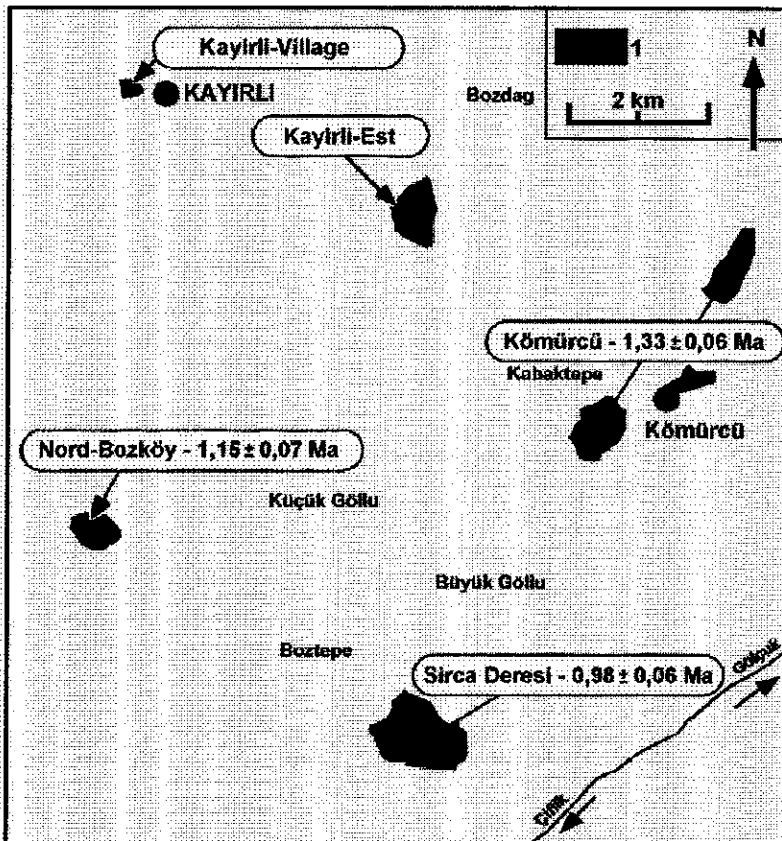 Kayirli-Village
KAYIRLI
Bozdag
1
N
2 km
Kayirli-Est
Kömürcü - 1,33±0,06 Ma
Kabaktepe
Kömürcü
Nord-Bozköy - 1,15±0,07 Ma
Küçük Göllu
Büyük Göllu
Boztepe
Sirca Deresi - 0,98±0,06 Ma
Gölçuk
Çiftlik